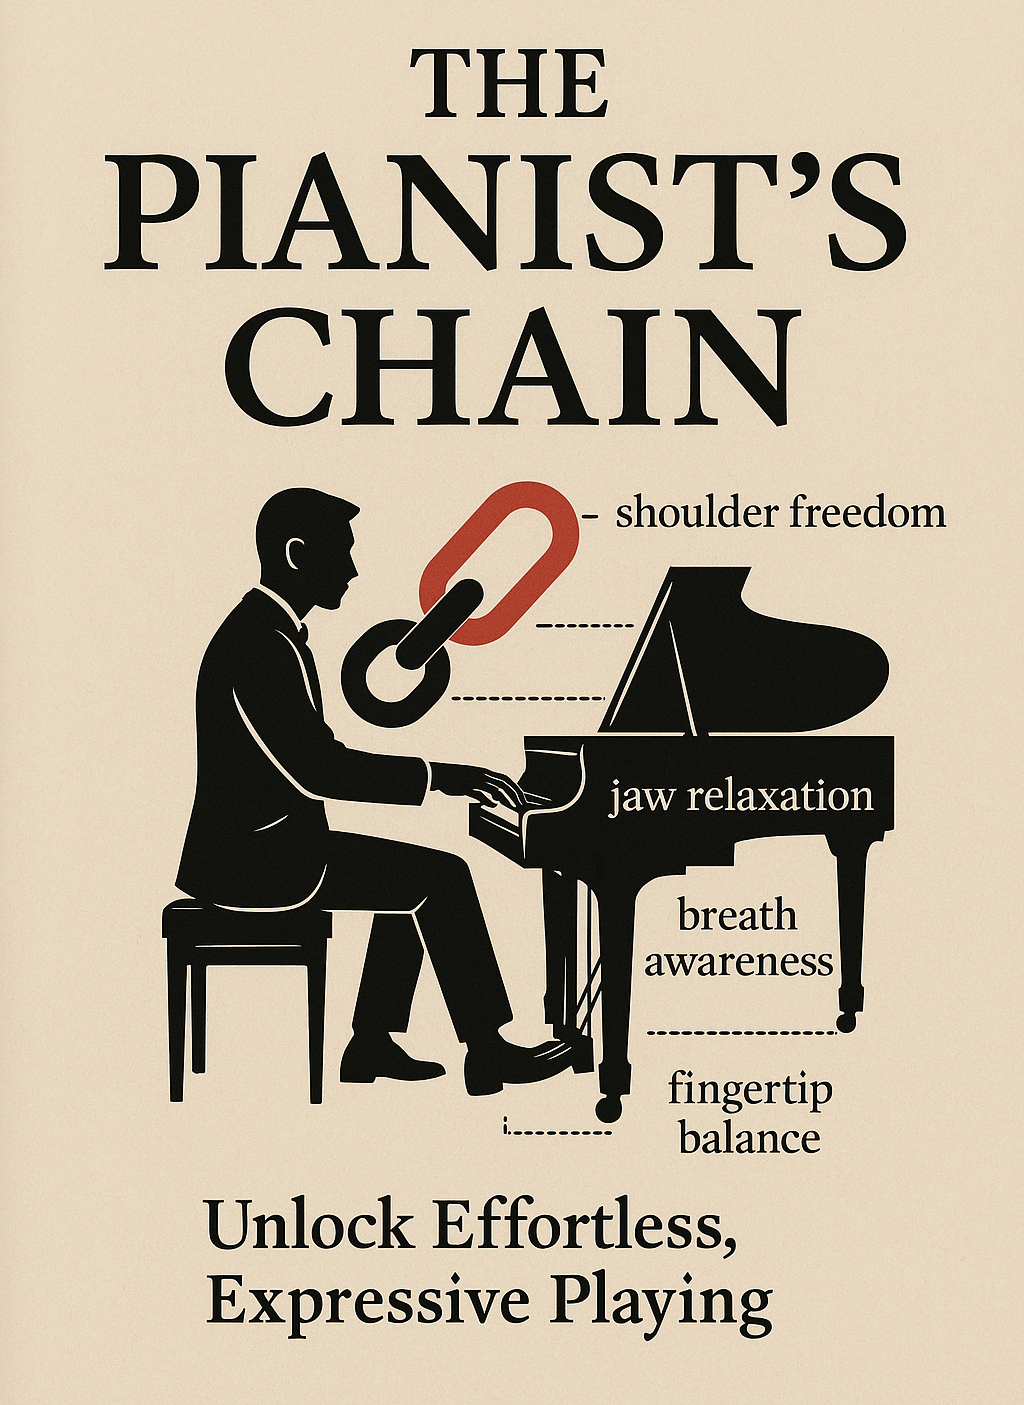 THE
PIANIST’S
CHAIN
shoulder freedom
jaw relaxation
breath
awareness
fingertip
balance
Unlock Effortless,
Expressive Playing